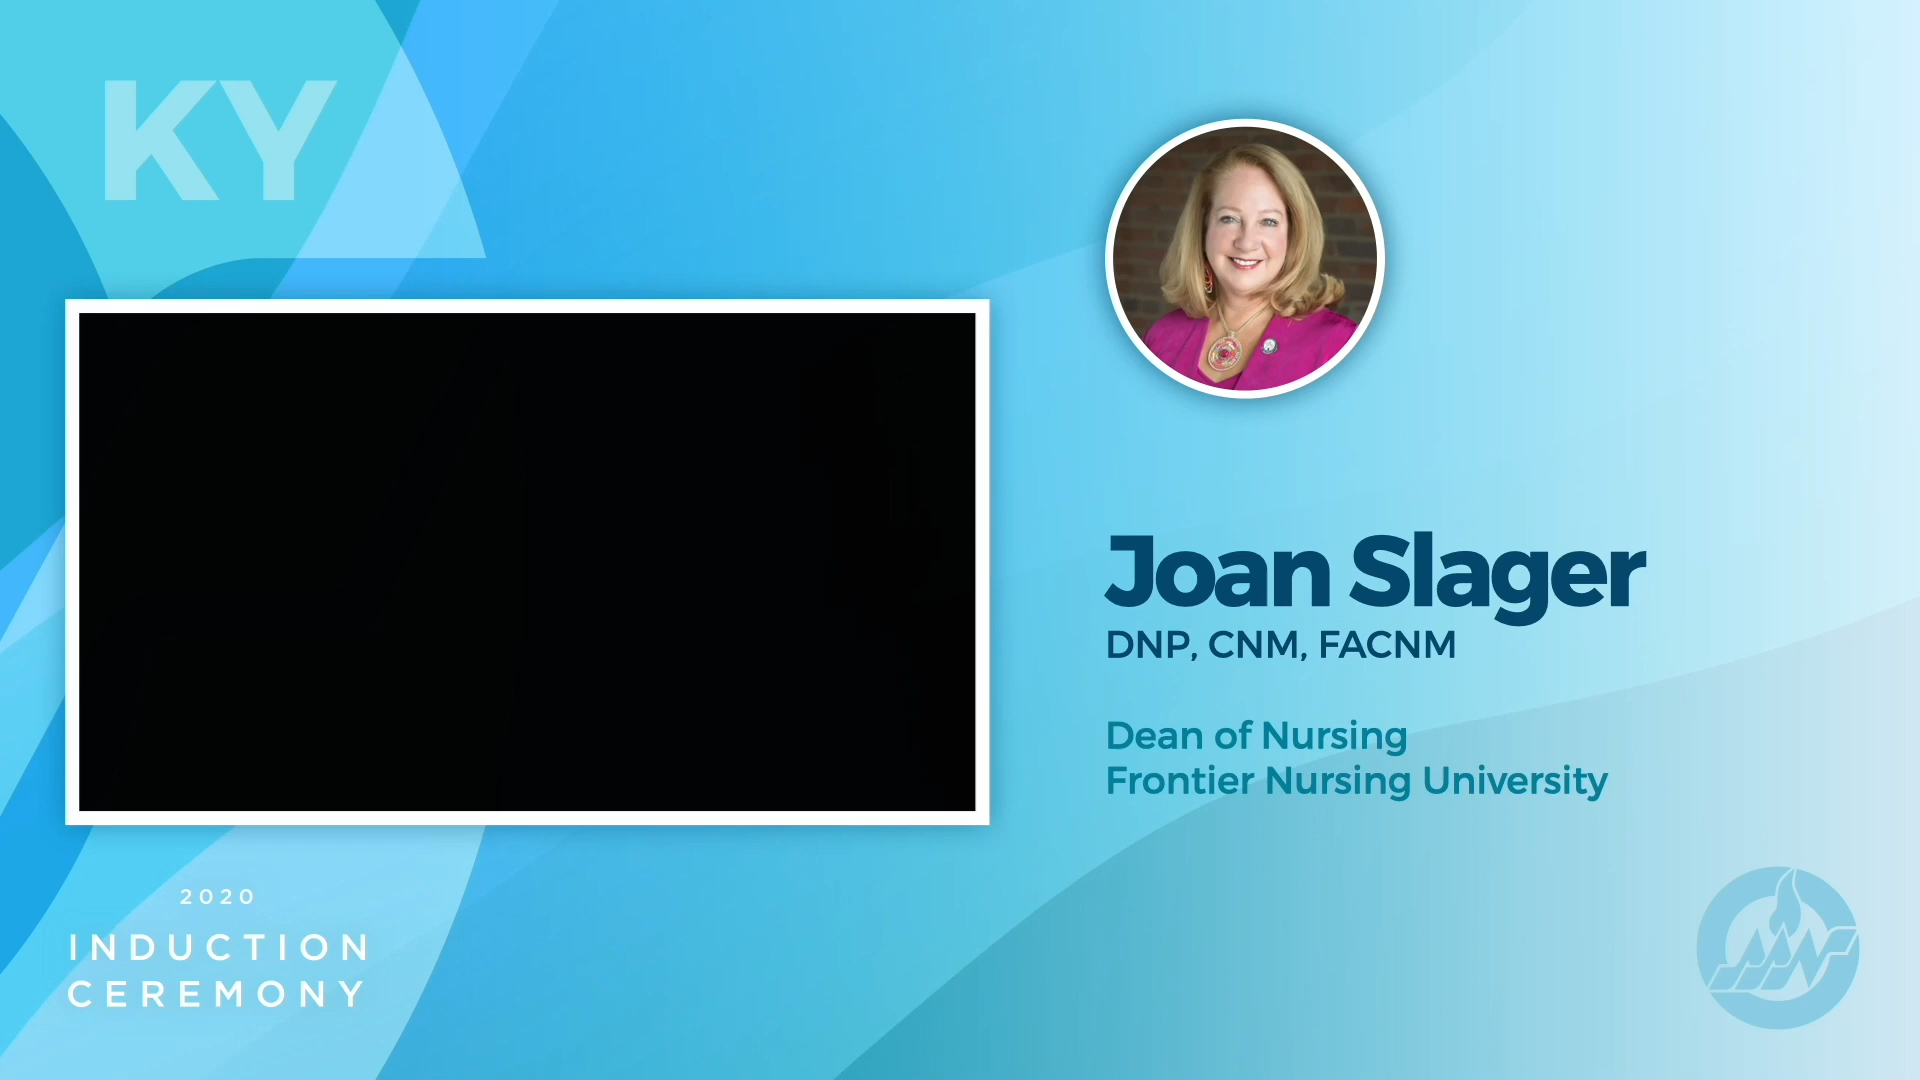 KY
Joan Slager
DNP, CNM, FACNM
Dean of Nursing
Frontier Nursing University
2020
INDUCTION
CEREMONY